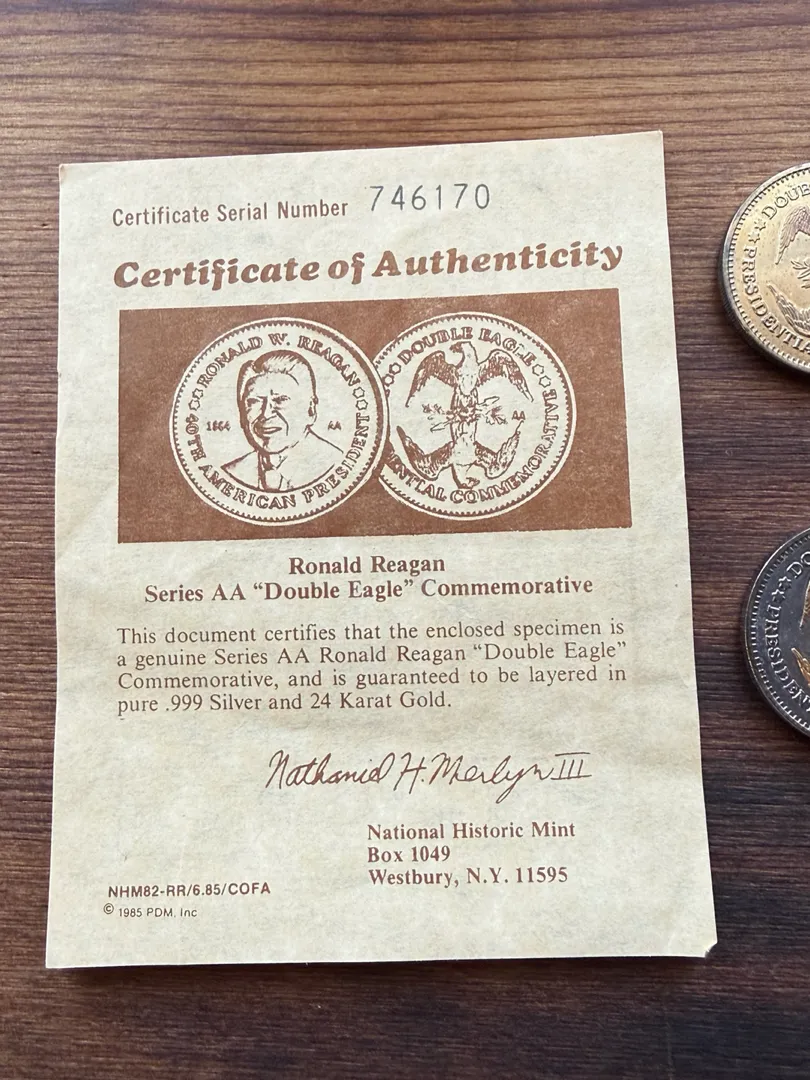 Certificate Serial Number 746170
Certificate of Authenticity
RONALD W. REAGAN
1984 AA
40TH AMERICAN PRESIDENT
DOUBLE EAGLE
AA
COMMEMORATIVE
Ronald Reagan
Series AA “Double Eagle” Commemorative
This document certifies that the enclosed specimen is
a genuine Series AA Ronald Reagan “Double Eagle”
Commemorative, and is guaranteed to be layered in
pure .999 Silver and 24 Karat Gold.
Nathaniel H. Merlyn III
National Historic Mint
Box 1049
Westbury, N.Y. 11595
NHM82-RR/6.85/COFA
© 1985 PDM, Inc